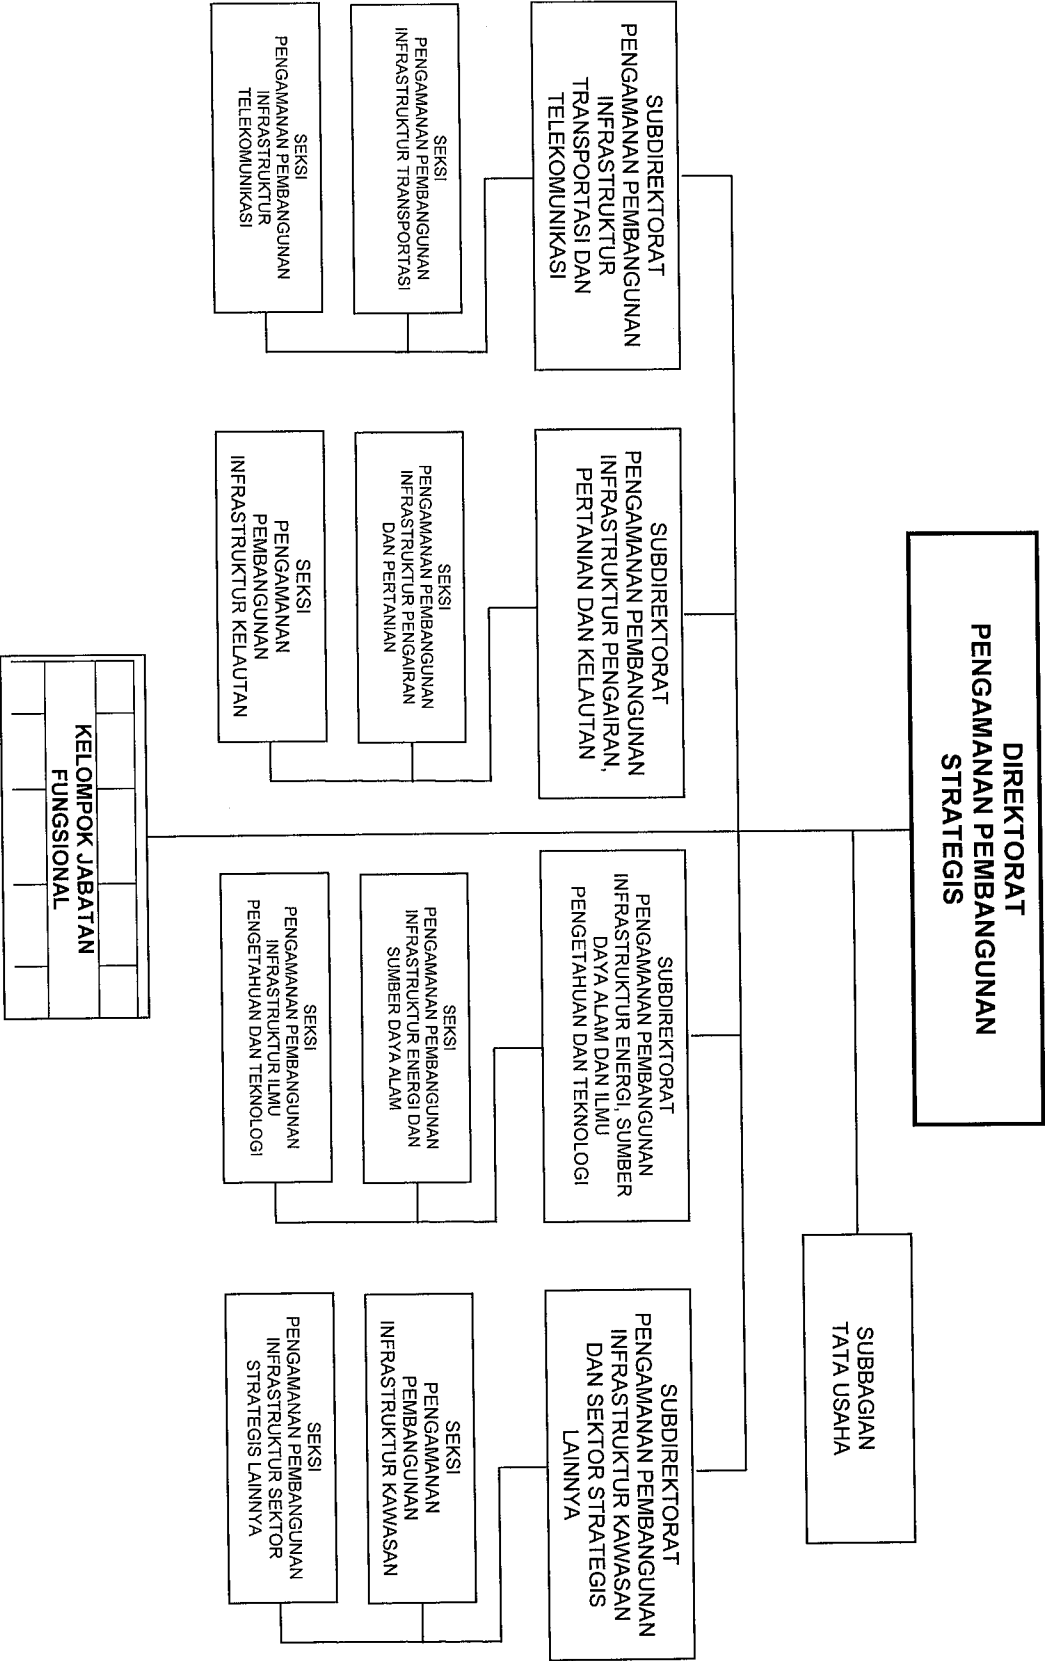 DIREKTORAT
PENGAMANAN PEMBANGUNAN
STRATEGIS
SUBBAGIAN
TATA USAHA
SUBDIREKTORAT
PENGAMANAN PEMBANGUNAN
INFRASTRUKTUR
TRANSPORTASI DAN
TELEKOMUNIKASI
SUBDIREKTORAT
PENGAMANAN PEMBANGUNAN
INFRASTRUKTUR PENGAIRAN,
PERTANIAN DAN KELAUTAN
SUBDIREKTORAT
PENGAMANAN PEMBANGUNAN
INFRASTRUKTUR ENERGI, SUMBER
DAYA ALAM DAN ILMU
PENGETAHUAN DAN TEKNOLOGI
SUBDIREKTORAT
PENGAMANAN PEMBANGUNAN
INFRASTRUKTUR KAWASAN
DAN SEKTOR STRATEGIS
LAINNYA
SEKSI
PENGAMANAN PEMBANGUNAN
INFRASTRUKTUR TRANSPORTASI
SEKSI
PENGAMANAN PEMBANGUNAN
INFRASTRUKTUR PENGAIRAN
DAN PERTANIAN
SEKSI
PENGAMANAN PEMBANGUNAN
INFRASTRUKTUR ENERGI DAN
SUMBER DAYA ALAM
SEKSI
PENGAMANAN
PEMBANGUNAN
INFRASTRUKTUR KAWASAN
SEKSI
PENGAMANAN PEMBANGUNAN
INFRASTRUKTUR
TELEKOMUNIKASI
SEKSI
PENGAMANAN
PEMBANGUNAN
INFRASTRUKTUR KELAUTAN
SEKSI
PENGAMANAN PEMBANGUNAN
INFRASTRUKTUR ILMU
PENGETAHUAN DAN TEKNOLOGI
SEKSI
PENGAMANAN PEMBANGUNAN
INFRASTRUKTUR SEKTOR
STRATEGIS LAINNYA
KELOMPOK JABATAN
FUNGSIONAL